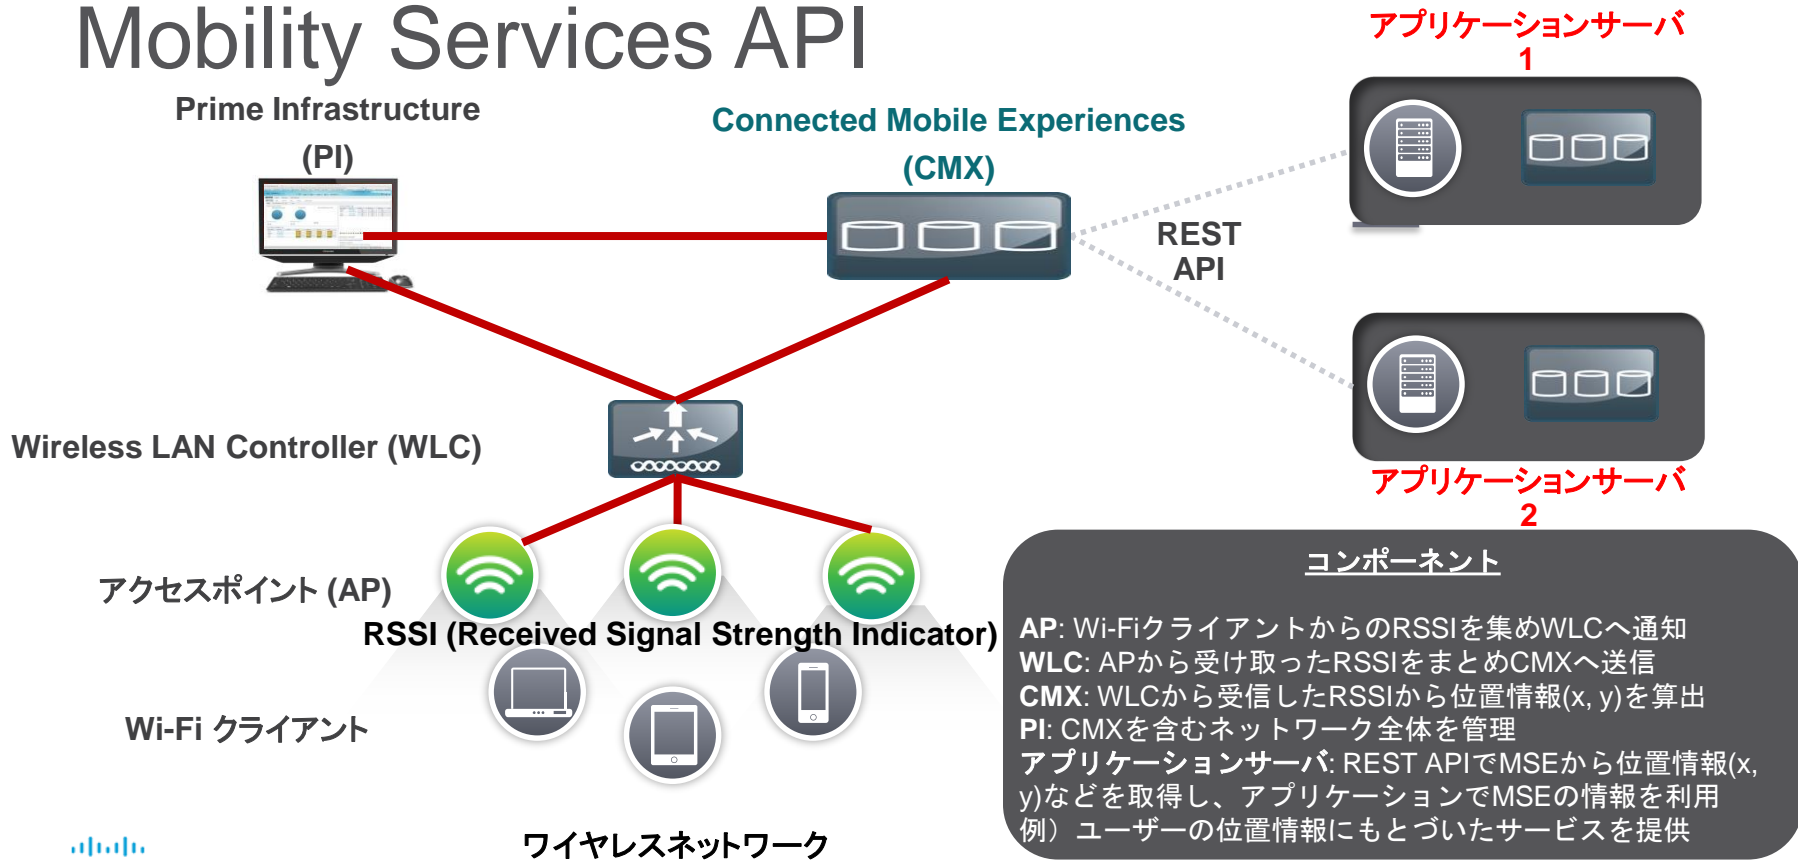 Mobility Services API
Prime Infrastructure
(PI)
Connected Mobile Experiences
(CMX)
アプリケーションサーバ
1
REST
API
Wireless LAN Controller (WLC)
アプリケーションサーバ
2
アクセスポイント (AP)
RSSI (Received Signal Strength Indicator)
Wi-Fi クライアント
ワイヤレスネットワーク
コンポーネント
AP: Wi-FiクライアントからのRSSIを集めWLCへ通知
WLC: APから受け取ったRSSIをまとめCMXへ送信
CMX: WLCから受信したRSSIから位置情報(x, y)を算出
PI: CMXを含むネットワーク全体を管理
アプリケーションサーバ: REST APIでMSEから位置情報(x,
y)などを取得し、アプリケーションでMSEの情報を利用
例）ユーザーの位置情報にもとづいたサービスを提供